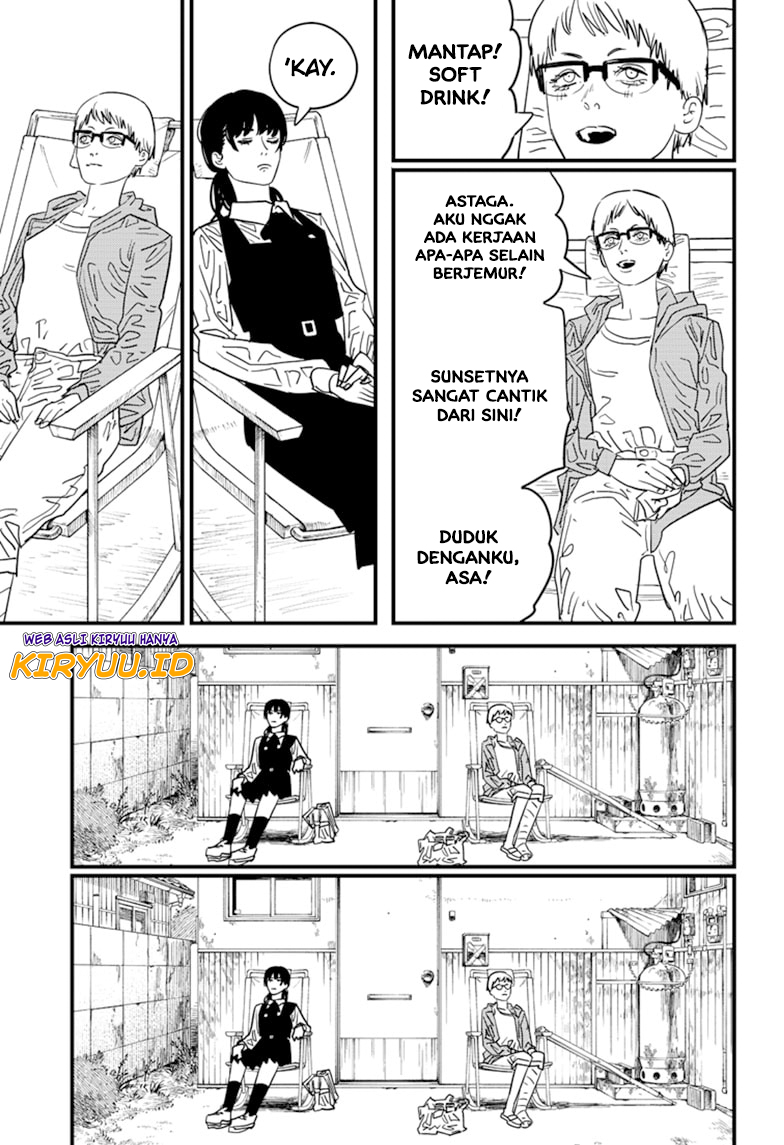 MANTAP!
SOFT
DRINK!
ASTAGA.
AKU NGGAK
ADA KERJAAN
APA-APA SELAIN
BERJEMUR!
SUNSETNYA
SANGAT CANTIK
DARI SINI!
DUDUK
DENGANKU,
ASA!
'KAY.
WEB ASLI KIRYUU HANYA
KIRYUU.ID